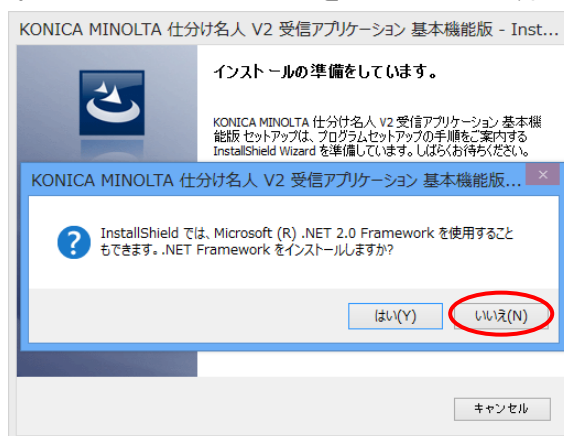 KONICA MINOLTA 仕分け名人 V2 受信アプリケーション 基本機能版 - Inst...
インストールの準備をしています。
KONICA MINOLTA 仕分け名人 V2 受信アプリケーション 基本機
能版 セットアップは、プログラムセットアップの手順をご案内する
InstallShield Wizard を準備しています。しばらくお待ちください。
KONICA MINOLTA 仕分け名人 V2 受信アプリケーション 基本機能版...
InstallShield では、Microsoft (R) .NET 2.0 Framework を使用すること
もできます。.NET Framework をインストールしますか?
はい(Y)
いいえ(N)
キャンセル